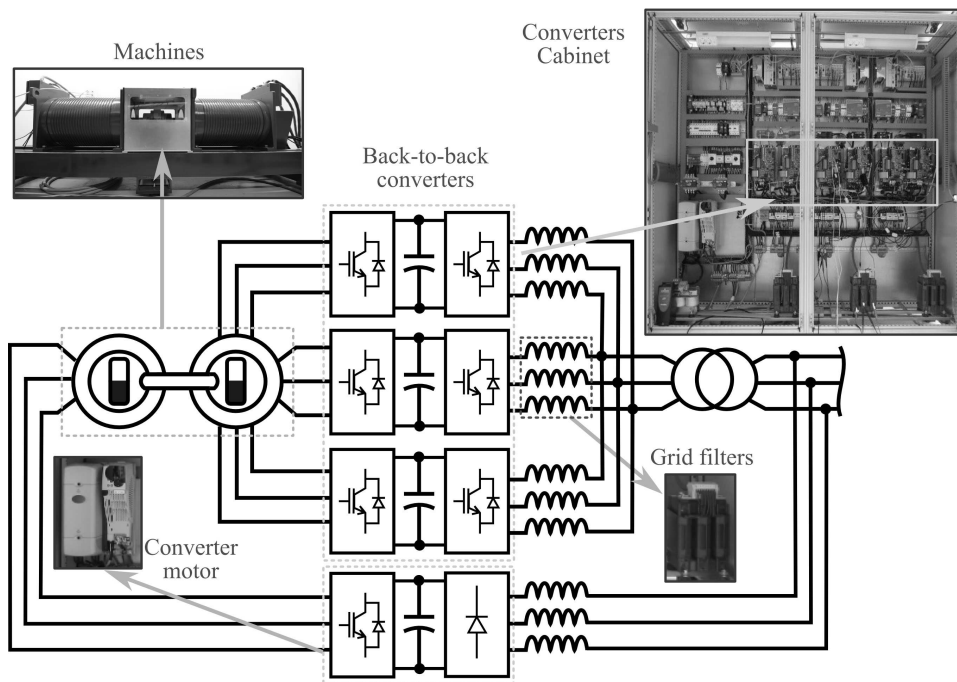 Machines
Converters
Cabinet
Back-to-back
converters
Grid filters
Converter
motor